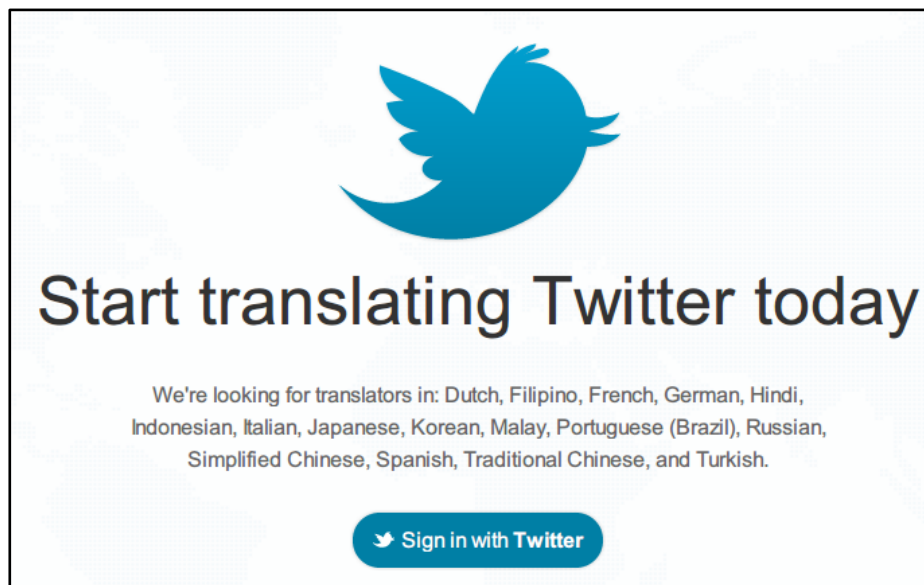 Start translating Twitter today
We're looking for translators in: Dutch, Filipino, French, German, Hindi,
Indonesian, Italian, Japanese, Korean, Malay, Portuguese (Brazil), Russian,
Simplified Chinese, Spanish, Traditional Chinese, and Turkish.
Sign in with Twitter